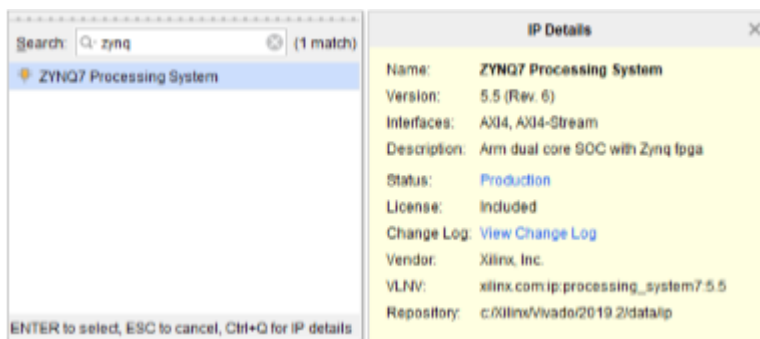 Search: zynq (1 match)
ZYNQ7 Processing System
ENTER to select, ESC to cancel, Ctrl+Q for IP details
IP Details
Name: ZYNQ7 Processing System
Version: 5.5 (Rev. 6)
Interfaces: AXI4, AXI4-Stream
Description: Arm dual core SOC with Zynq fpga
Status: Production
License: Included
Change Log: View Change Log
Vendor: Xilinx, Inc.
VLNV: xilinx.com:ip:processing_system7:5.5
Repository: c:/Xilinx/Vivado/2019.2/data/ip